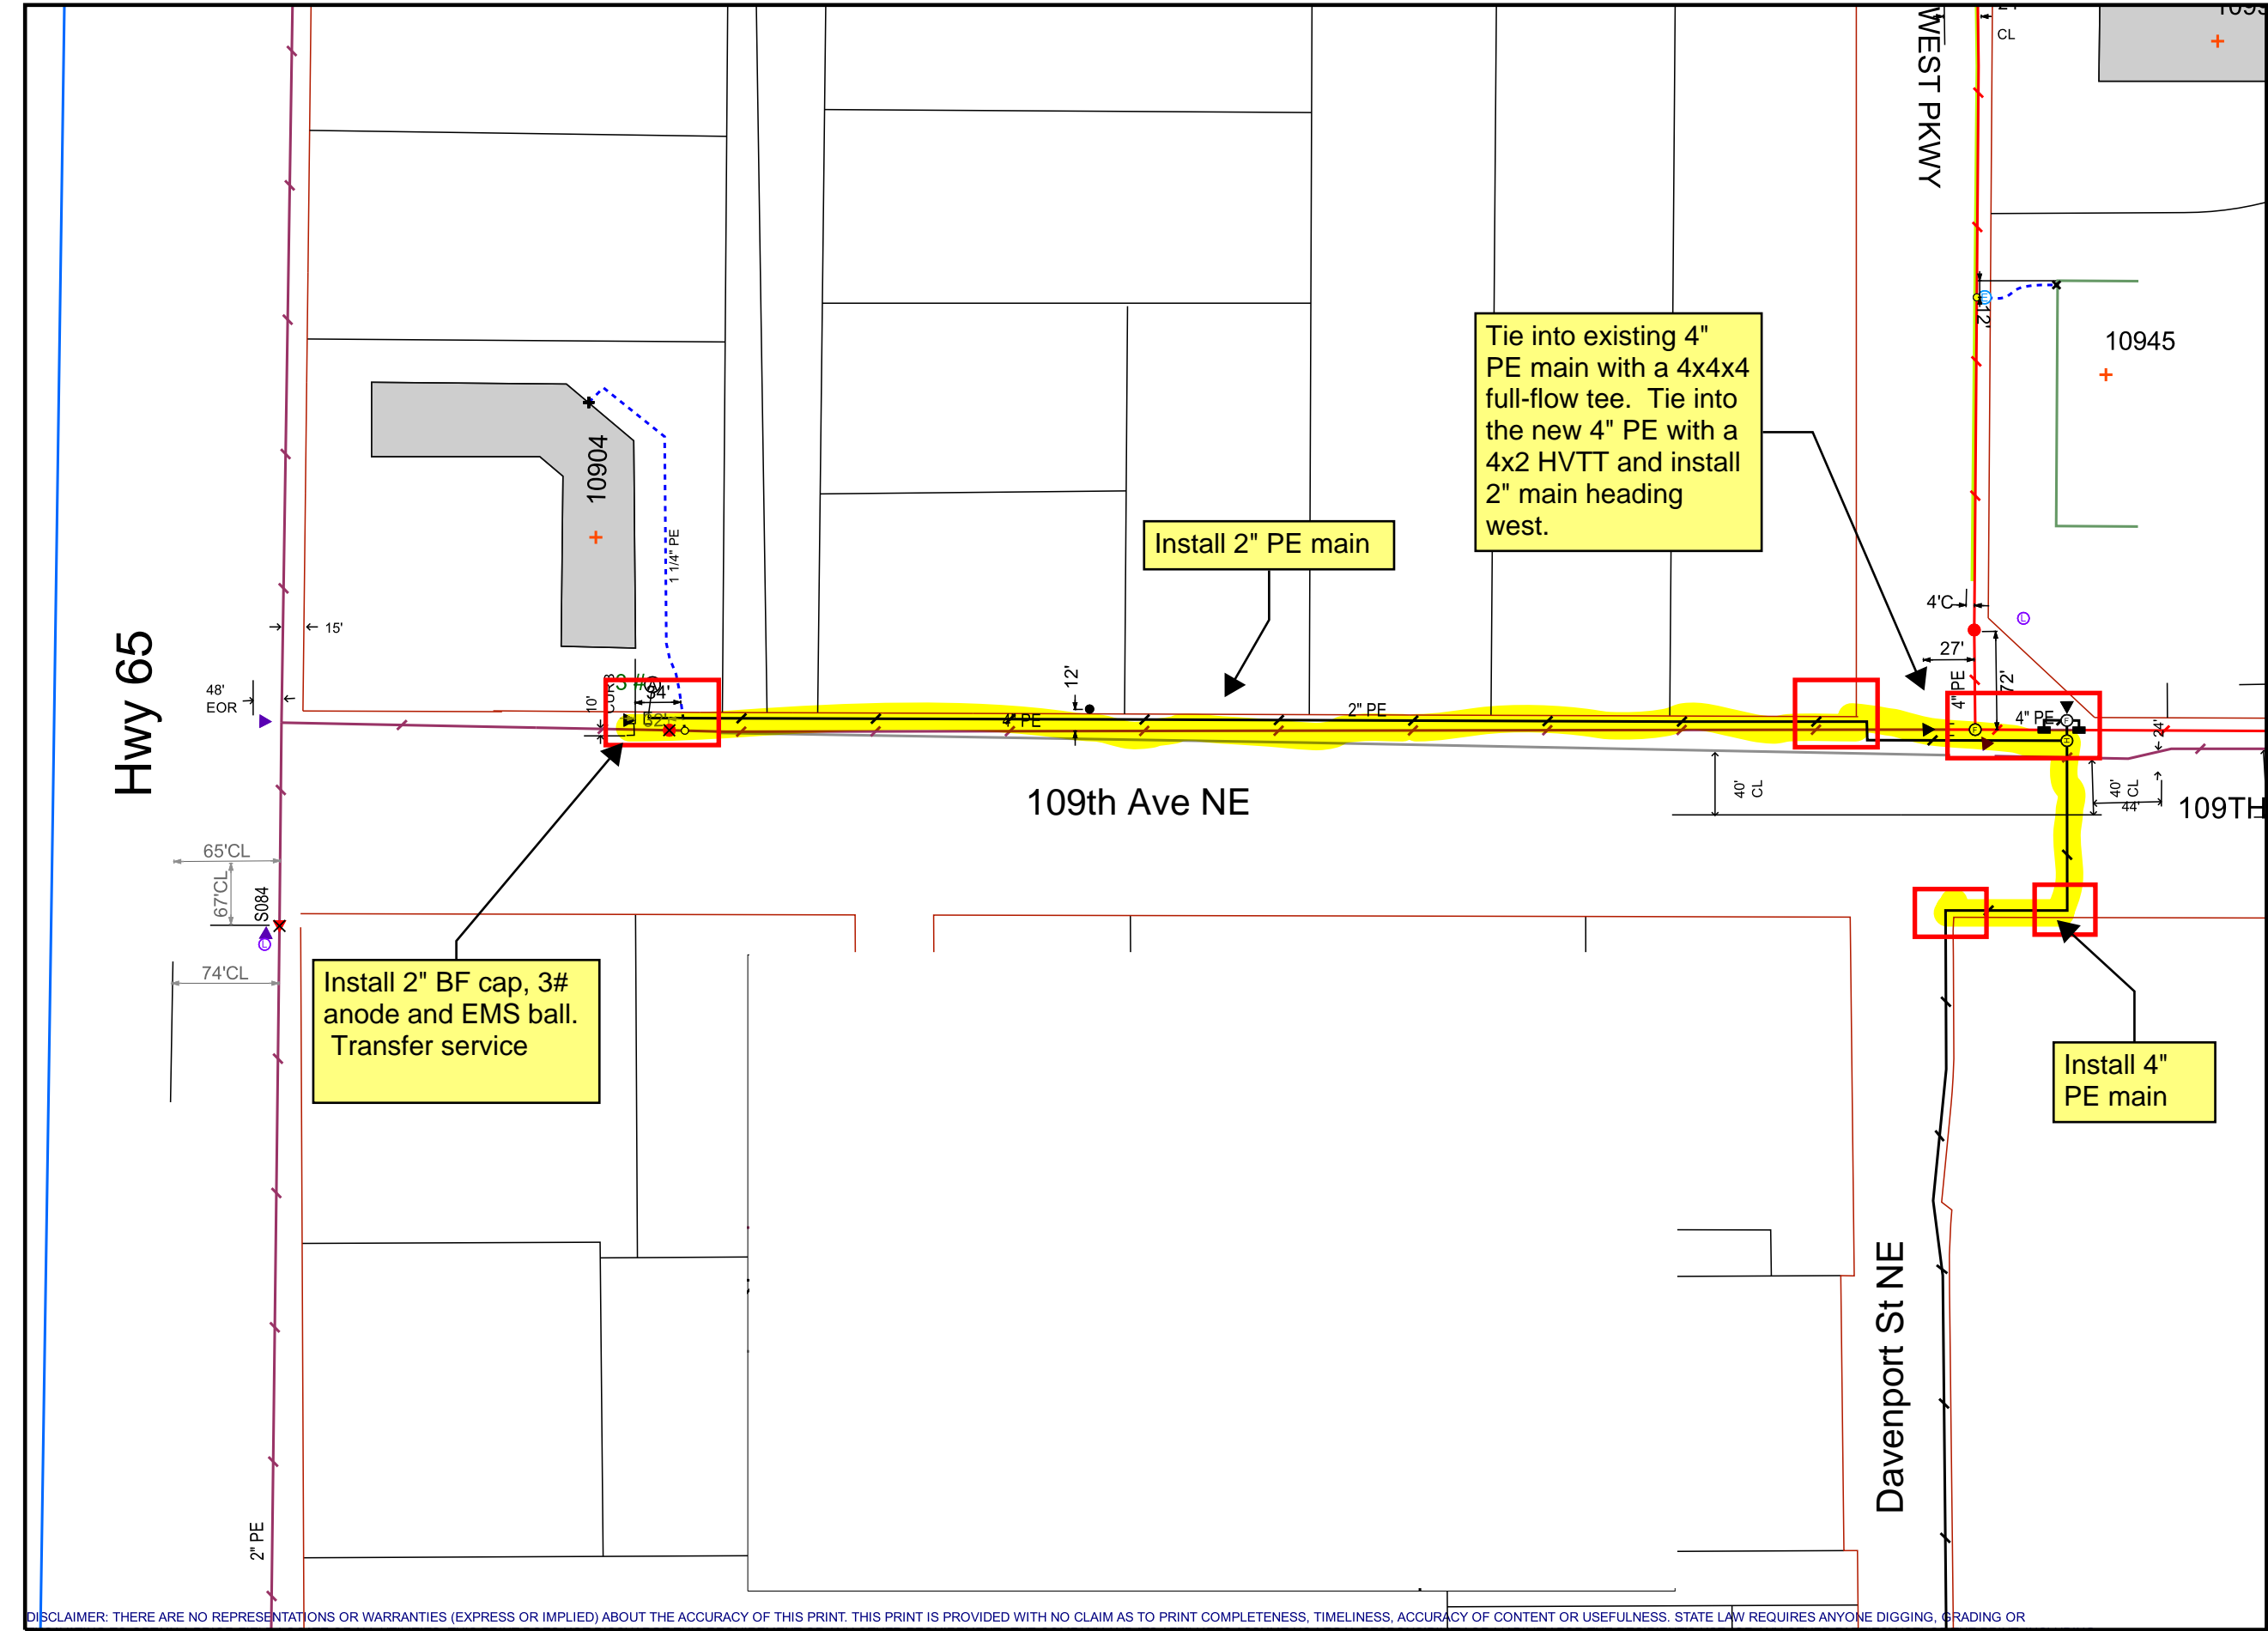 WEST PKWY
CL
12'
10945
10904
1 1/4" PE
Tie into existing 4"
PE main with a 4x4x4
full-flow tee. Tie into
the new 4" PE with a
4x2 HVTT and install
2" main heading
west.
Install 2" PE main
Hwy 65
15'
48'
EOR
10'
CURB
3 #
12'
4" PE
2" PE
4'C
27'
72'
4" PE
4" PE
24'
40'
CL
40'
CL
44'
109th Ave NE
109TH
65'CL
67'CL
S084
74'CL
Install 2" BF cap, 3#
anode and EMS ball.
Transfer service
Install 4"
PE main
Davenport St NE
2" PE
DISCLAIMER: THERE ARE NO REPRESENTATIONS OR WARRANTIES (EXPRESS OR IMPLIED) ABOUT THE ACCURACY OF THIS PRINT. THIS PRINT IS PROVIDED WITH NO CLAIM AS TO PRINT COMPLETENESS, TIMELINESS, ACCURACY OF CONTENT OR USEFULNESS. STATE LAW REQUIRES ANYONE DIGGING, GRADING OR